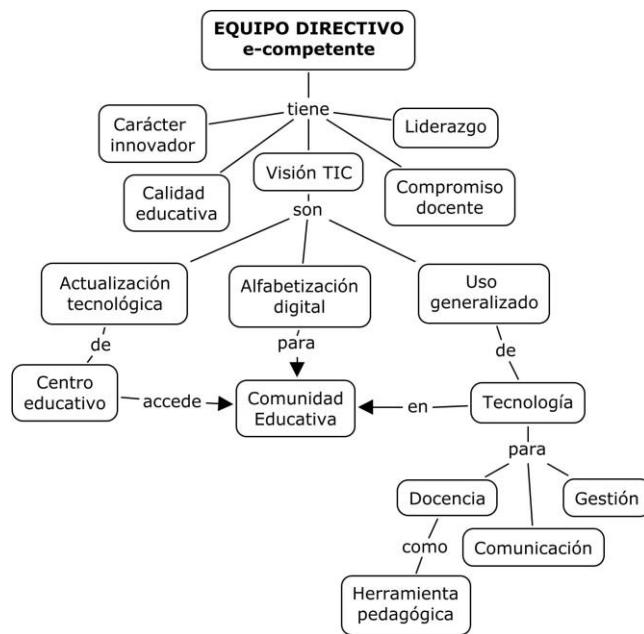 EQUIPO DIRECTIVO
e-competente
tiene
Carácter
innovador
Liderazgo
Calidad
educativa
Visión TIC
Compromiso
docente
son
Actualización
tecnológica
Alfabetización
digital
Uso
generalizado
de
para
de
Centro
educativo
accede
Comunidad
Educativa
en
Tecnología
para
Docencia
Gestión
como
Comunicación
Herramienta
pedagógica